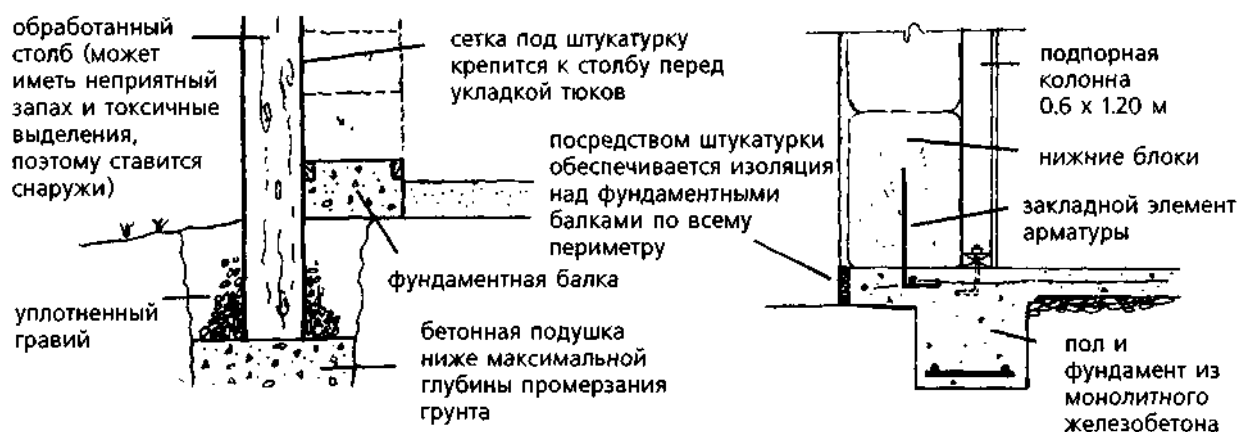 обработанный
столб (может
иметь неприятный
запах и токсичные
выделения,
поэтому ставится
снаружи)
уплотненный
гравий
сетка под штукатурку
крепится к столбу перед
укладкой тюков
посредством штукатурки
обеспечивается изоляция
над фундаментными
балками по всему
периметру
фундаментная балка
бетонная подушка
ниже максимальной
глубины промерзания
грунта
подпорная
колонна
0.6 x 1.20 м
нижние блоки
закладной элемент
арматуры
пол и
фундамент из
монолитного
железобетона